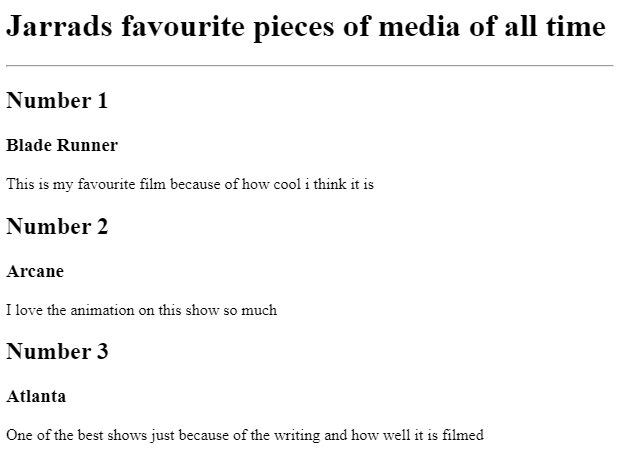 Jarrads favourite pieces of media of all time
Number 1
Blade Runner
This is my favourite film because of how cool i think it is
Number 2
Arcane
I love the animation on this show so much
Number 3
Atlanta
One of the best shows just because of the writing and how well it is filmed